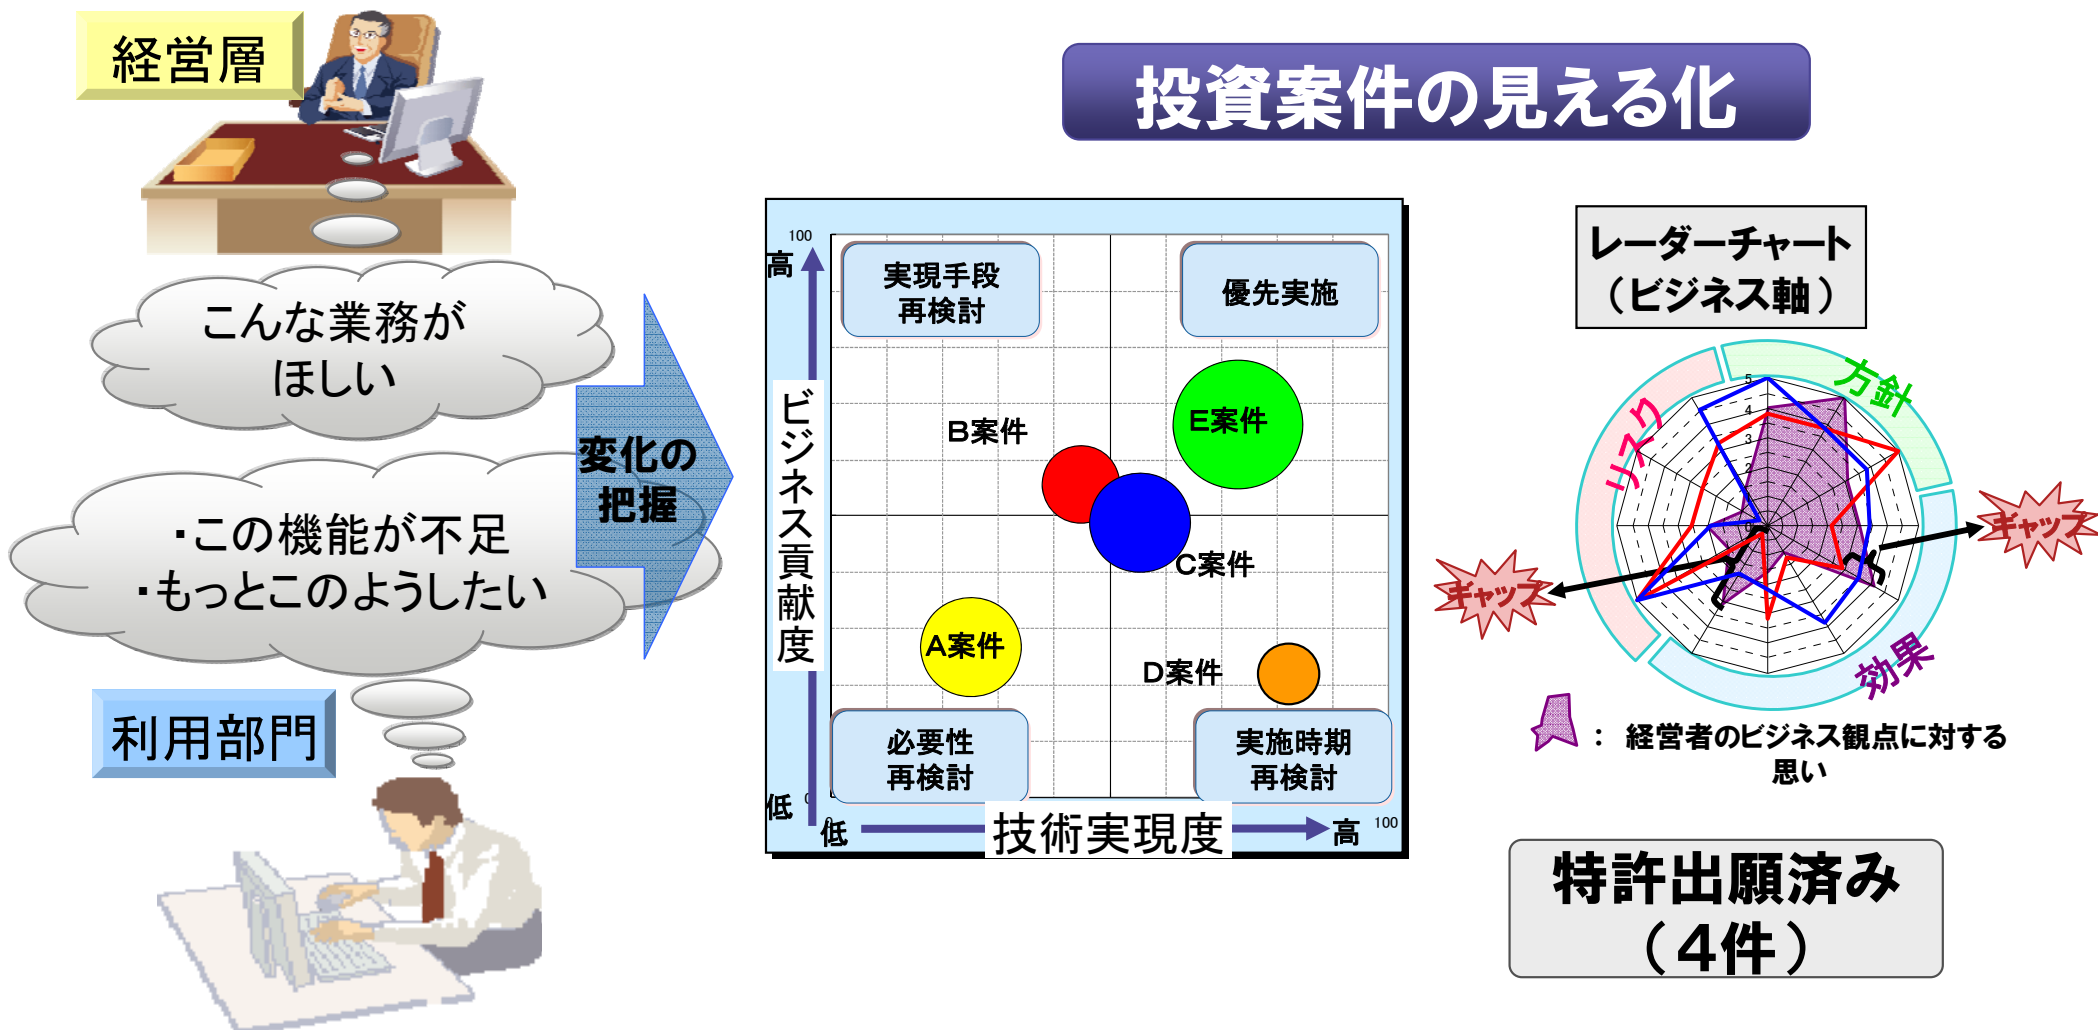 経営層
こんな業務が
ほしい
・この機能が不足
・もっとこのようしたい
利用部門
変化の
把握
投資案件の見える化
100
高
実現手段
再検討
優先実施
ビジネス貢献度
B案件
E案件
C案件
A案件
D案件
必要性
再検討
実施時期
再検討
低
0
0
低
技術実現度
高
100
レーダーチャート
（ビジネス軸）
リスク
方針
効果
5
4
3
2
0
ギャップ
ギャップ
： 経営者のビジネス観点に対する
思い
特許出願済み
（４件）